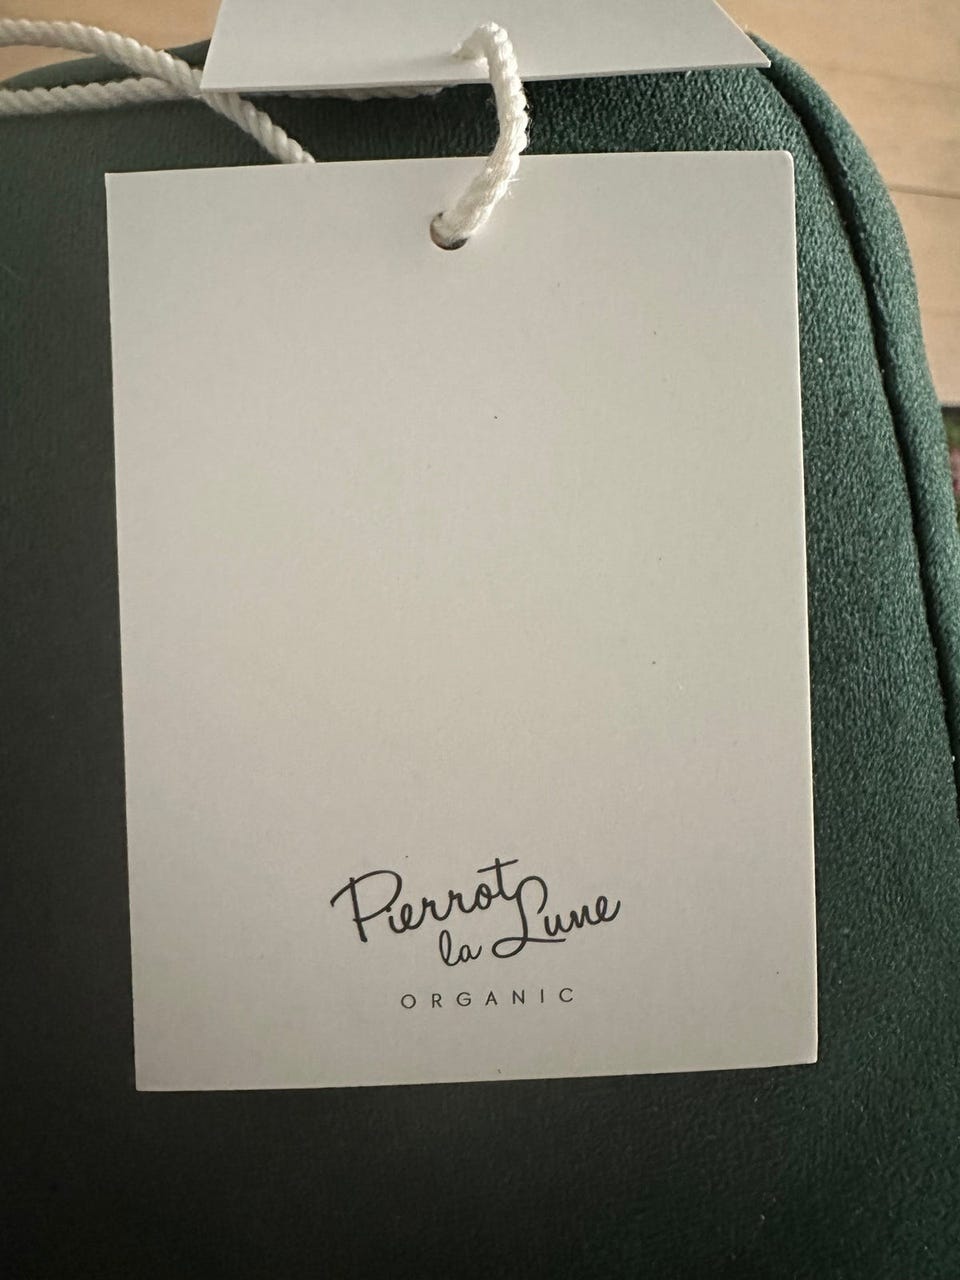 Pierrot
la Lune
ORGANIC